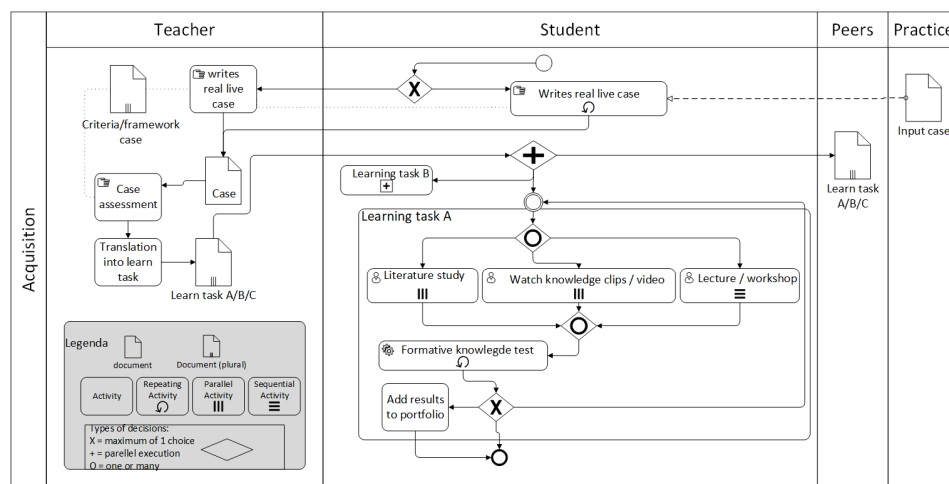 Teacher
Student
Peers
Practice
Acquisition
writes
real live
case
Criteria/framework
case
X
Writes real live case
Input case
Case
Case
assessment
Learning task B
Learn task
A/B/C
Translation
into learn
task
Learn task A/B/C
Learning task A
Literature study
Watch knowledge clips / video
Lecture / workshop
Formative knowlegde test
Add results
to portfolio
X
Legenda
document
Document (plural)
Activity
Repeating
Activity
Parallel
Activity
Sequential
Activity
Types of decisions:
X = maximum of 1 choice
+ = parellel execution
O = one or many